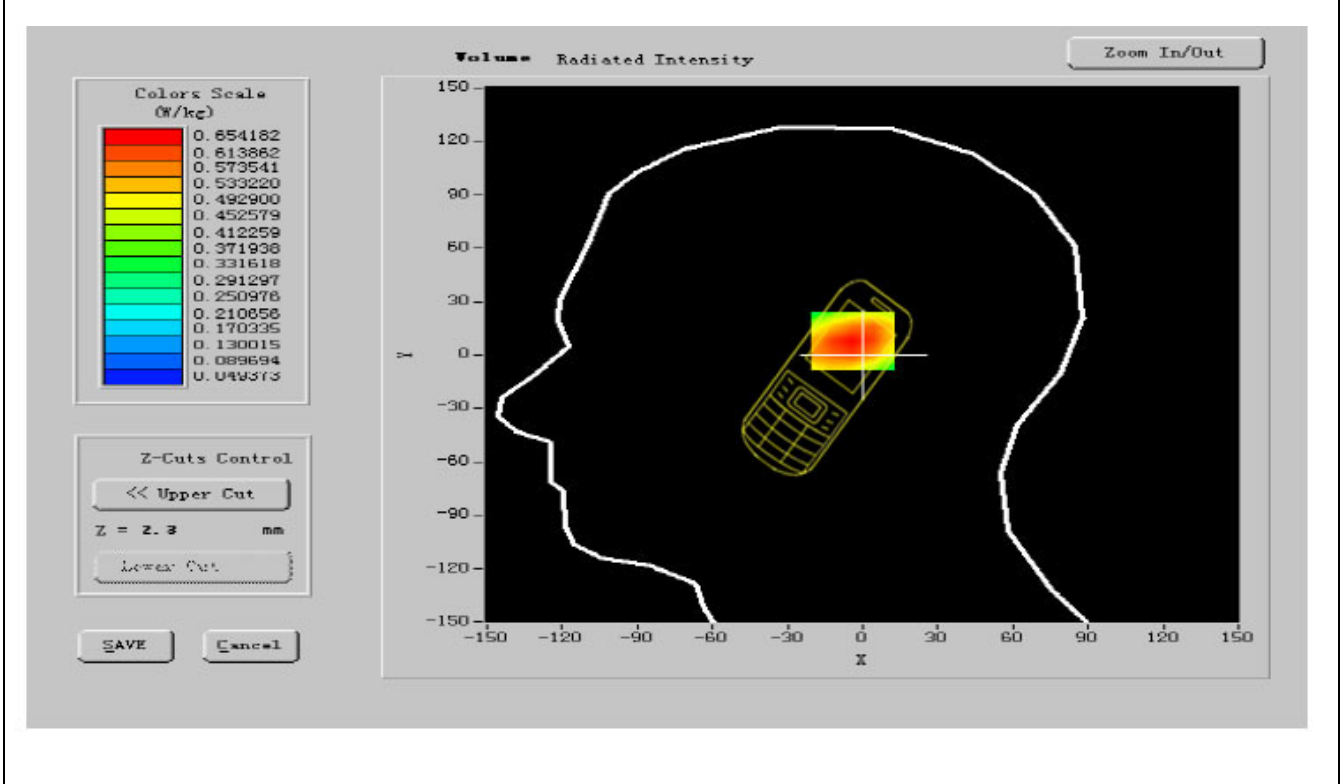 Volume Radiated Intensity
Zoom In/Out
Colors Scale
(W/kg)
0.654182
0.613862
0.573541
0.533220
0.492900
0.452579
0.412259
0.371938
0.331618
0.291297
0.250976
0.210656
0.170335
0.130015
0.089694
0.049373
Z-Cuts Control
<< Upper Cut
Z = 2.3 mm
Lower Cut
SAVE
Cancel
150
120
90
60
30
0
-30
-60
-90
-120
-150
Y
-150 -120 -90 -60 -30 0 30 60 90 120 150
X